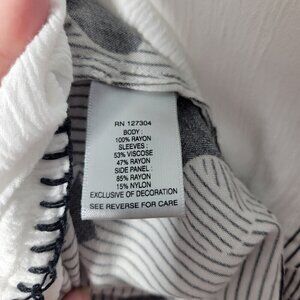 RN 127304
BODY :
100% RAYON
SLEEVES :
53% VISCOSE
47% RAYON
SIDE PANEL :
85% RAYON
15% NYLON
EXCLUSIVE OF DECORATION
SEE REVERSE FOR CARE